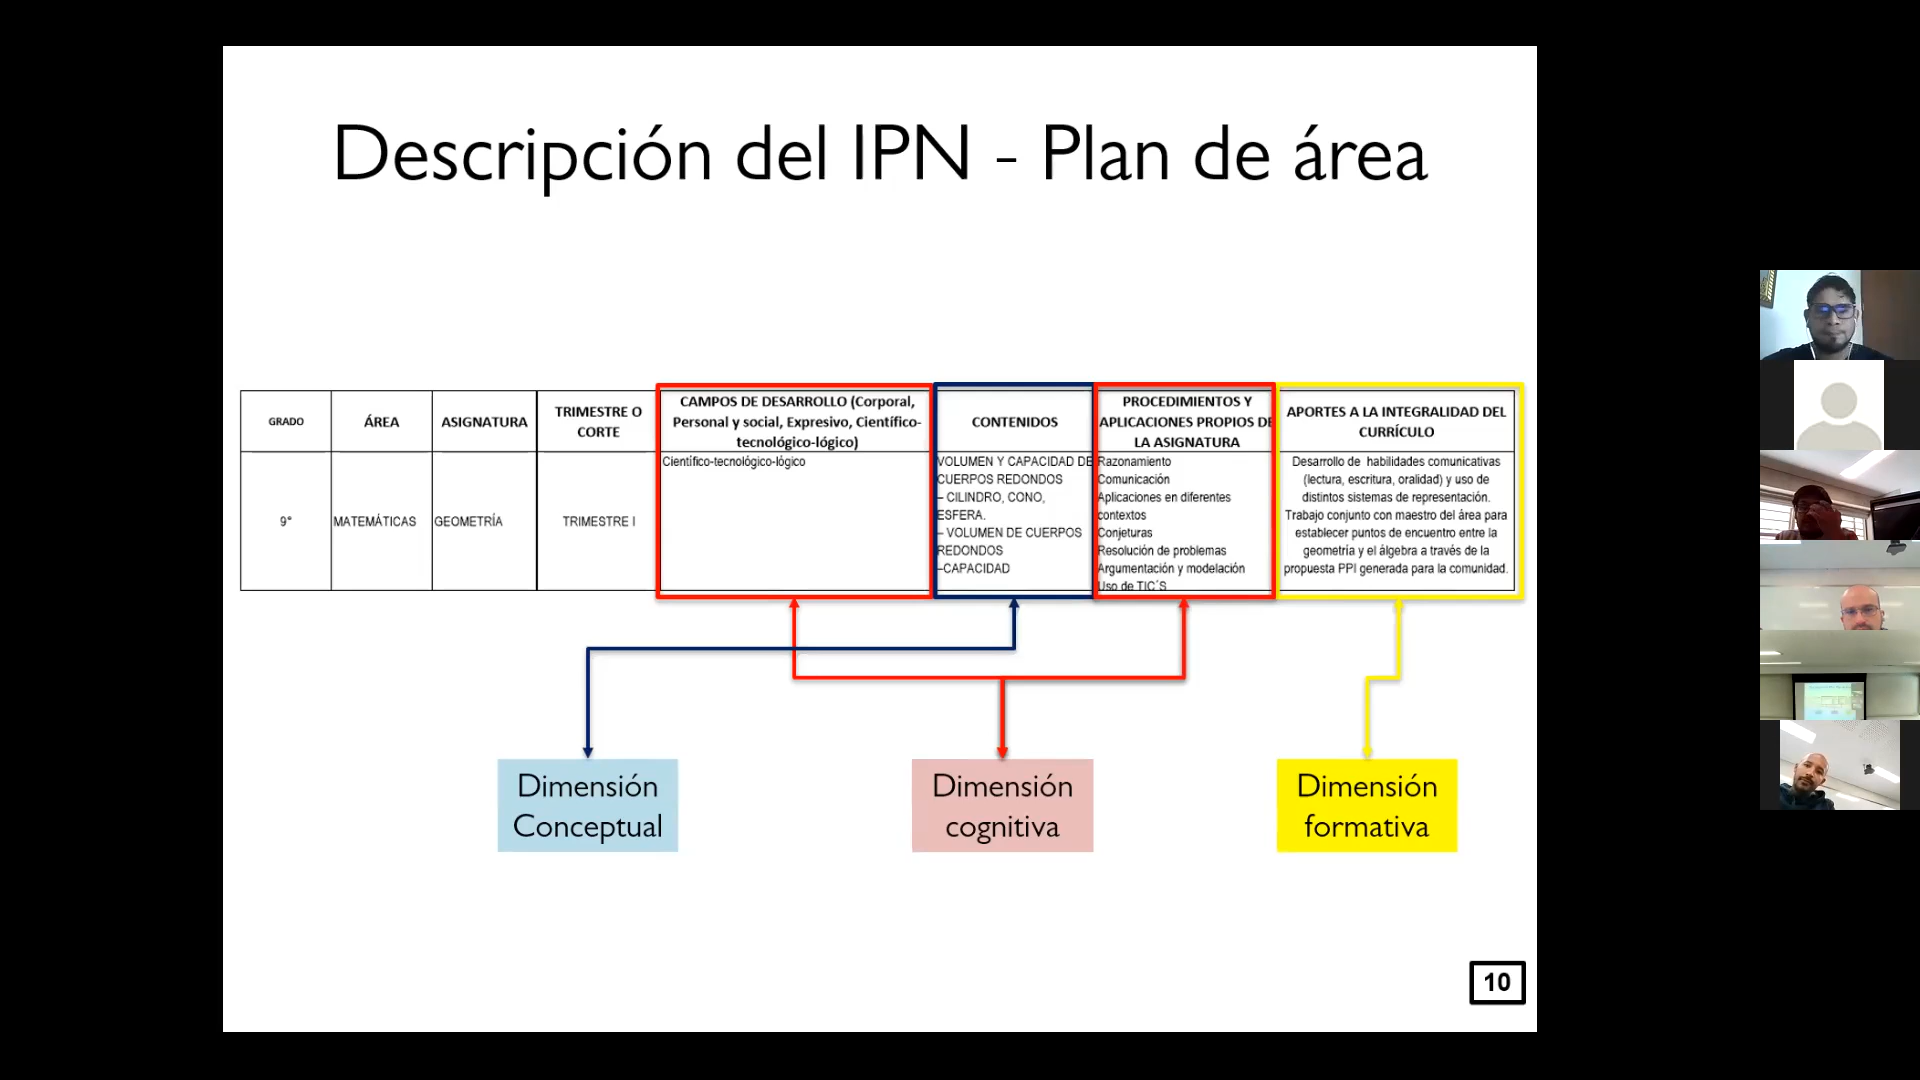 Descripción del IPN - Plan de área
GRADO
ÁREA
ASIGNATURA
TRIMESTRE O
CORTE
CAMPOS DE DESARROLLO (Corporal,
Personal y social, Expresivo, Científico-
tecnológico-lógico)
CONTENIDOS
PROCEDIMIENTOS Y
APLICACIONES PROPIOS DE
LA ASIGNATURA
APORTES A LA INTEGRALIDAD DEL
CURRÍCULO
9°
MATEMÁTICAS
GEOMETRÍA
TRIMESTRE I
Científico-tecnológico-lógico
VOLUMEN Y CAPACIDAD DE
CUERPOS REDONDOS
– CILINDRO, CONO,
ESFERA.
– VOLUMEN DE CUERPOS
REDONDOS
–CAPACIDAD
Razonamiento
Comunicación
Aplicaciones en diferentes
contextos
Conjeturas
Resolución de problemas
Argumentación y modelación
Uso de TIC´S
Desarrollo de habilidades comunicativas
(lectura, escritura, oralidad) y uso de
distintos sistemas de representación.
Trabajo conjunto con maestro del área para
establecer puntos de encuentro entre la
geometría y el álgebra a través de la
propuesta PPI generada para la comunidad.
Dimensión
Conceptual
Dimensión
cognitiva
Dimensión
formativa
10